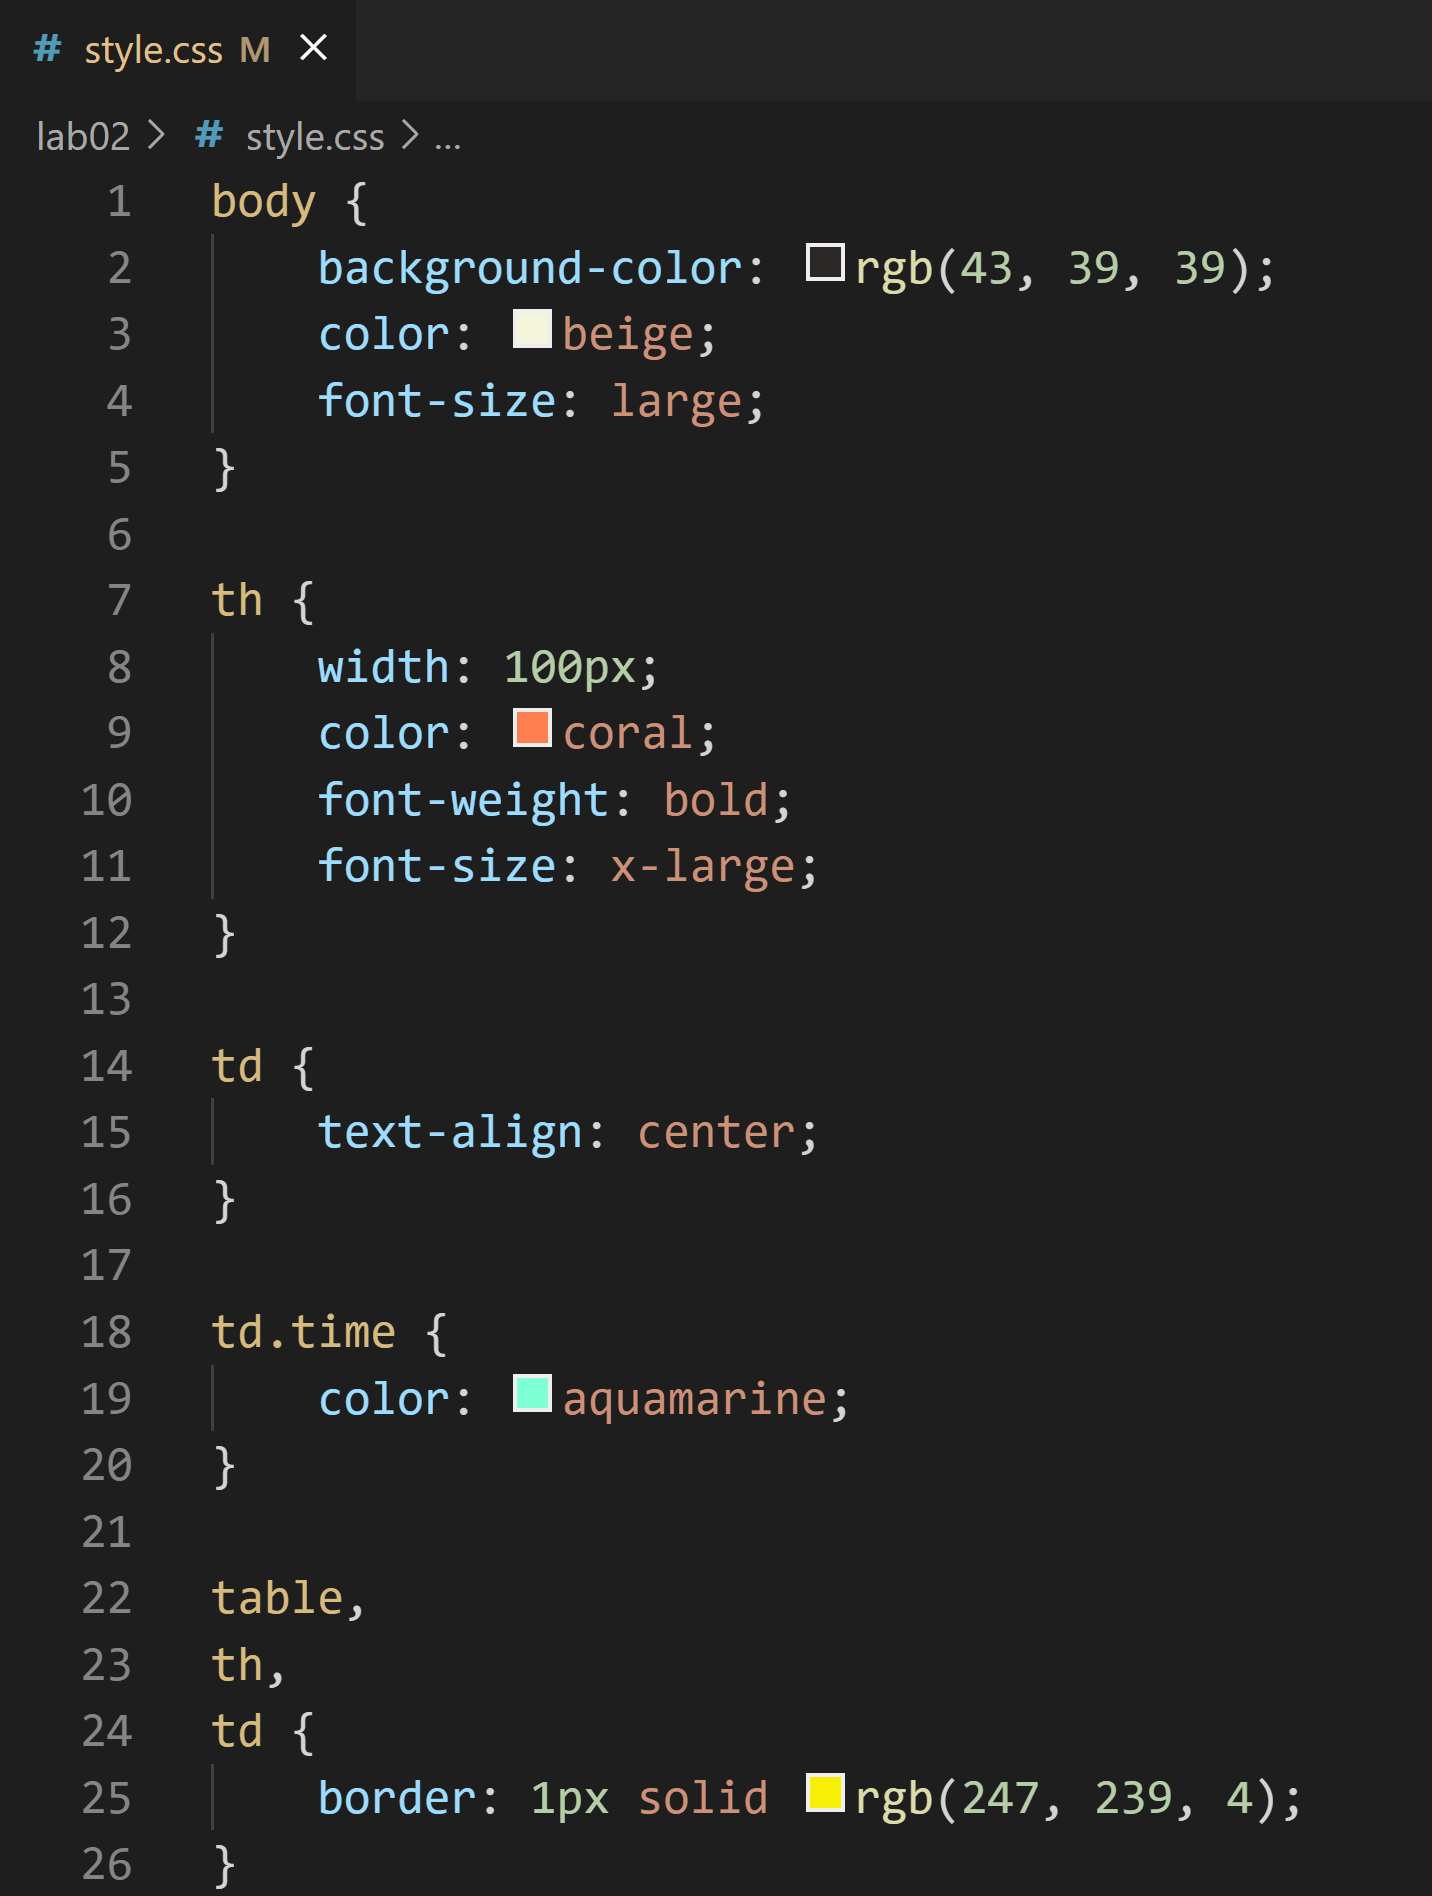 # style.css M ×
lab02 > # style.css > ...
1 body {
2     background-color: rgb(43, 39, 39);
3     color: beige;
4     font-size: large;
5 }
6
7 th {
8     width: 100px;
9     color: coral;
10     font-weight: bold;
11     font-size: x-large;
12 }
13
14 td {
15     text-align: center;
16 }
17
18 td.time {
19     color: aquamarine;
20 }
21
22 table,
23 th,
24 td {
25     border: 1px solid rgb(247, 239, 4);
26 }